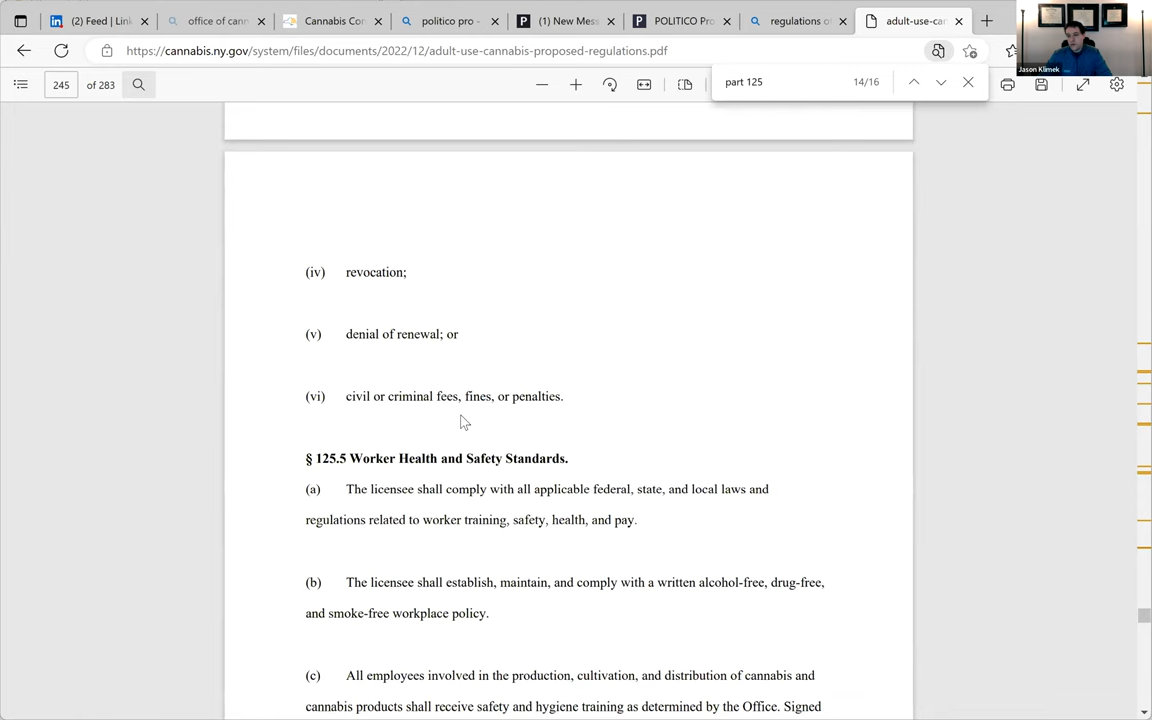 (2) Feed | Link
office of cann
Cannabis Con
politico pro -
(1) New Mess
POLITICO Pro
regulations of
adult-use-can
https://cannabis.ny.gov/system/files/documents/2022/12/adult-use-cannabis-proposed-regulations.pdf
Jason Klimek
245 of 283
part 125
14/16
(iv) revocation;
(v) denial of renewal; or
(vi) civil or criminal fees, fines, or penalties.
§ 125.5 Worker Health and Safety Standards.
(a) The licensee shall comply with all applicable federal, state, and local laws and
regulations related to worker training, safety, health, and pay.
(b) The licensee shall establish, maintain, and comply with a written alcohol-free, drug-free,
and smoke-free workplace policy.
(c) All employees involved in the production, cultivation, and distribution of cannabis and
cannabis products shall receive safety and hygiene training as determined by the Office. Signed